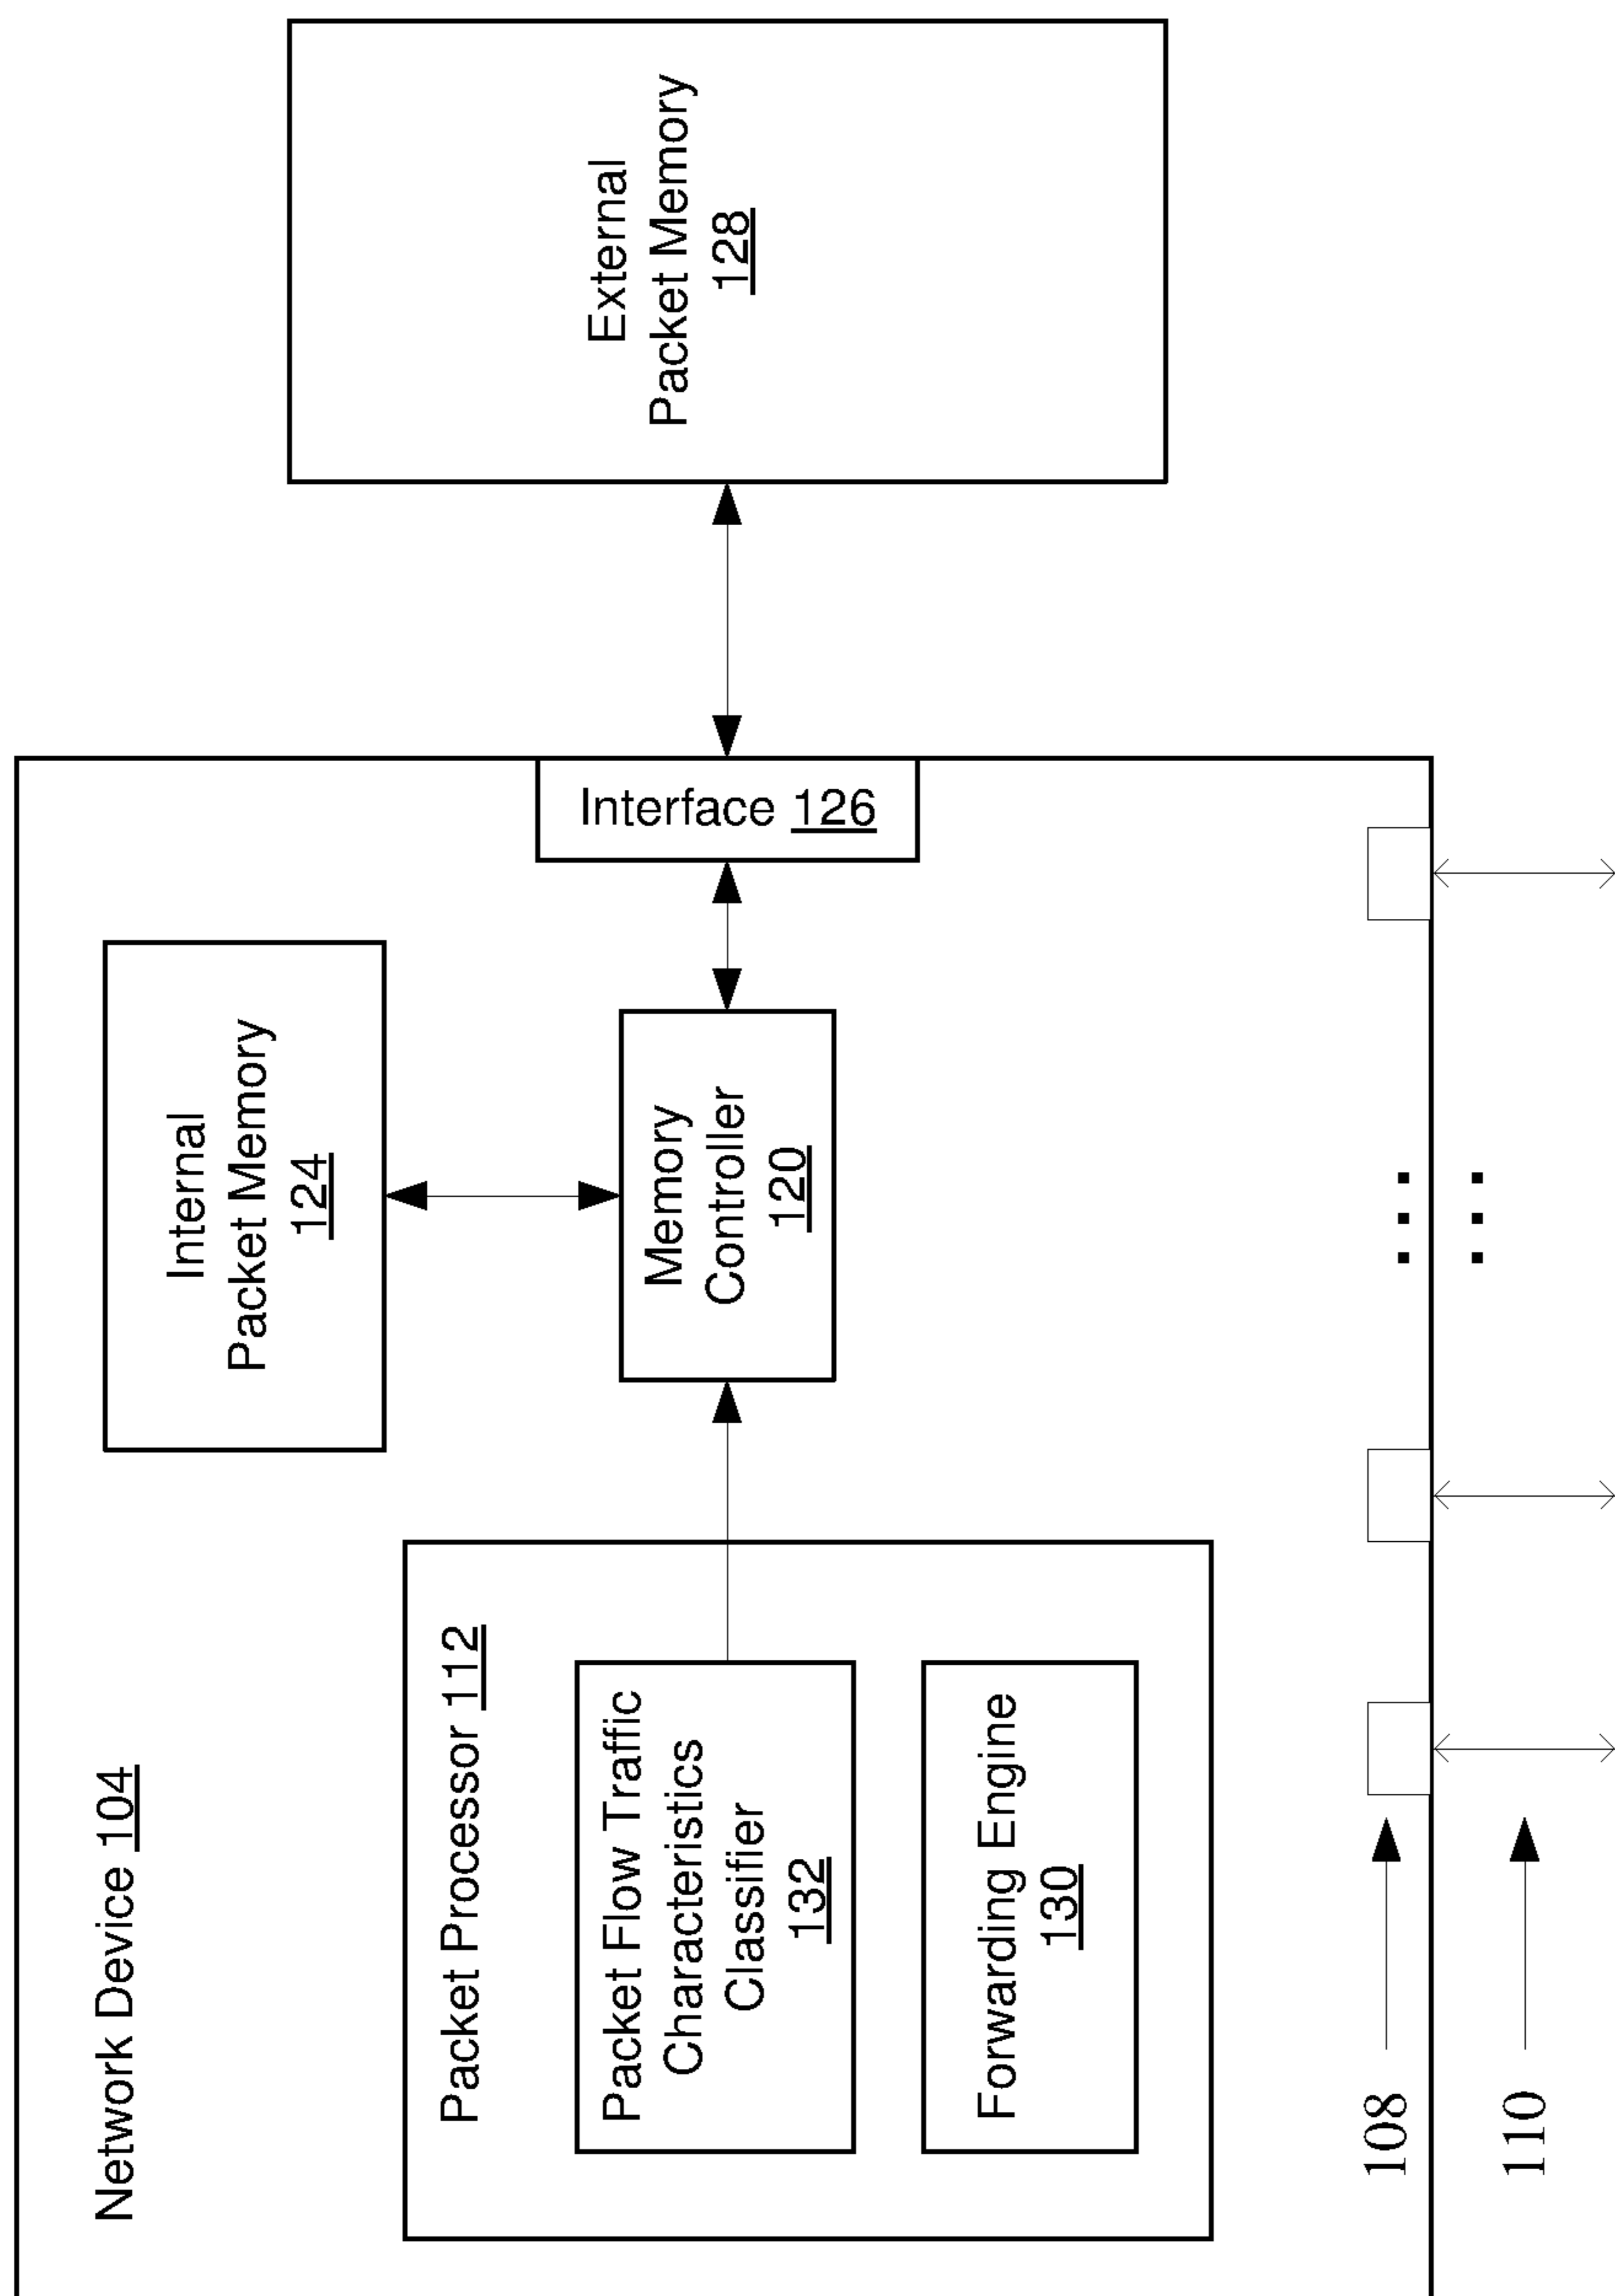 Network Device 104
Packet Processor 112
Packet Flow Traffic
Characteristics
Classifier
132
Forwarding Engine
130
Internal
Packet Memory
124
Memory
Controller
120
Interface 126
External
Packet Memory
128
108
110